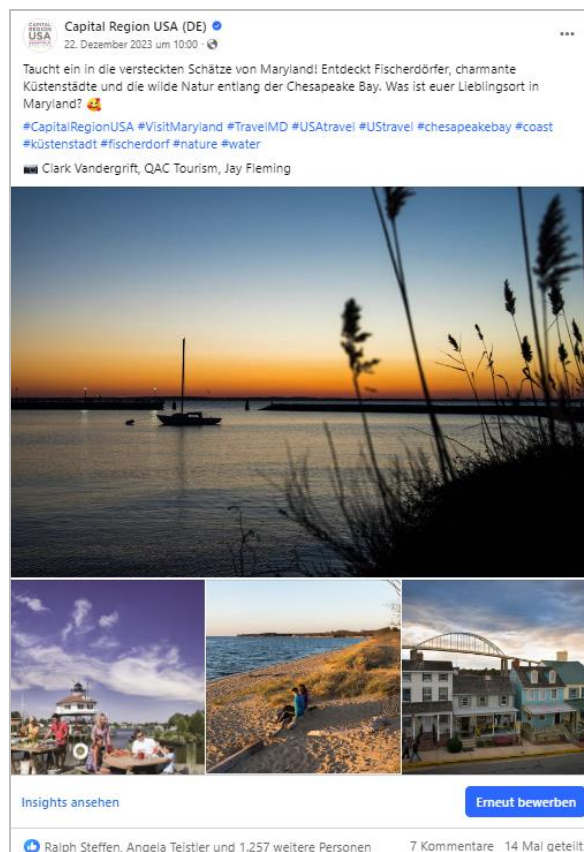 CAPITAL
REGION
USA
Capital Region USA (DE)
22. Dezember 2023 um 10:00 ·
Taucht ein in die versteckten Schätze von Maryland! Entdeckt Fischerdörfer, charmante
Küstenstädte und die wilde Natur entlang der Chesapeake Bay. Was ist euer Lieblingsort in
Maryland? 🥰
#CapitalRegionUSA #VisitMaryland #TravelMD #USAtravel #UStravel #chesapeakebay #coast
#küstenstadt #fischerdorf #nature #water
📷 Clark Vandergrift, QAC Tourism, Jay Fleming
Insights ansehen
Erneut bewerben
Ralph Steffen, Angela Teistler und 1.257 weitere Personen
7 Kommentare 14 Mal geteilt